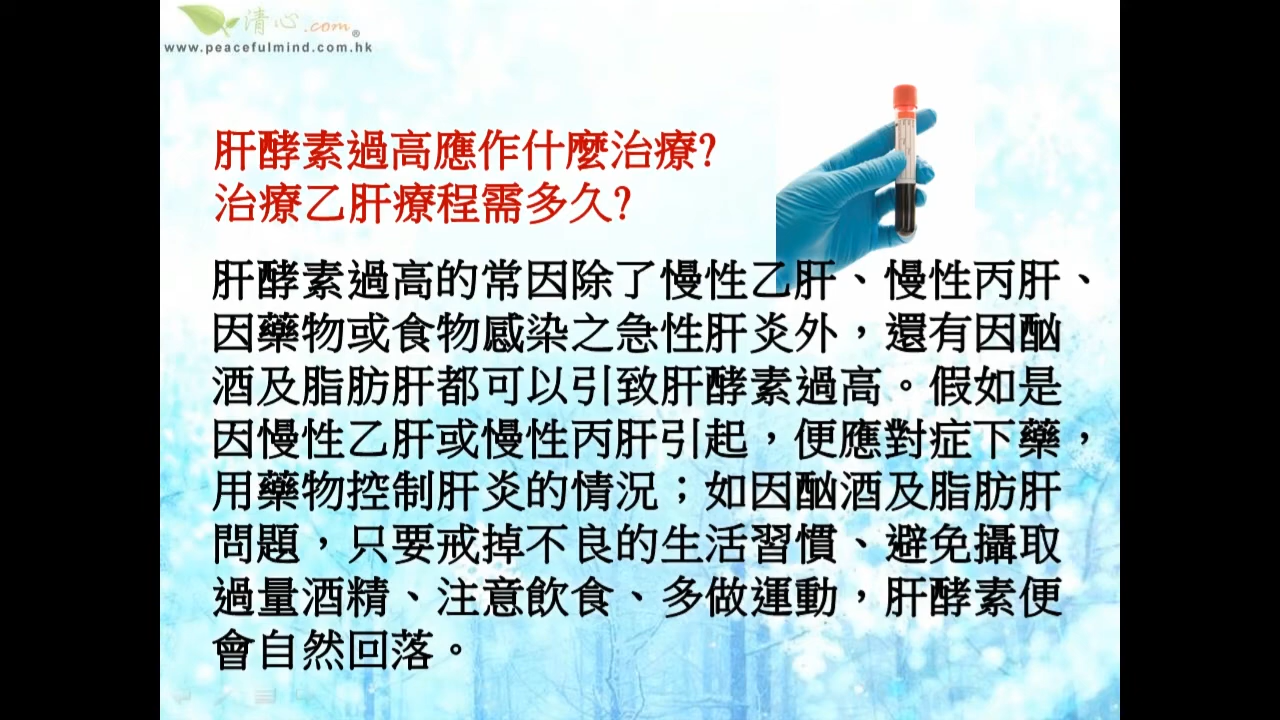 清心.com®
www.peacefulmind.com.hk
肝酵素過高應作什麼治療?
治療乙肝療程需多久?
肝酵素過高的常因除了慢性乙肝、慢性丙肝、
因藥物或食物感染之急性肝炎外，還有因酗
酒及脂肪肝都可以引致肝酵素過高。假如是
因慢性乙肝或慢性丙肝引起，便應對症下藥，
用藥物控制肝炎的情況；如因酗酒及脂肪肝
問題，只要戒掉不良的生活習慣、避免攝取
過量酒精、注意飲食、多做運動，肝酵素便
會自然回落。